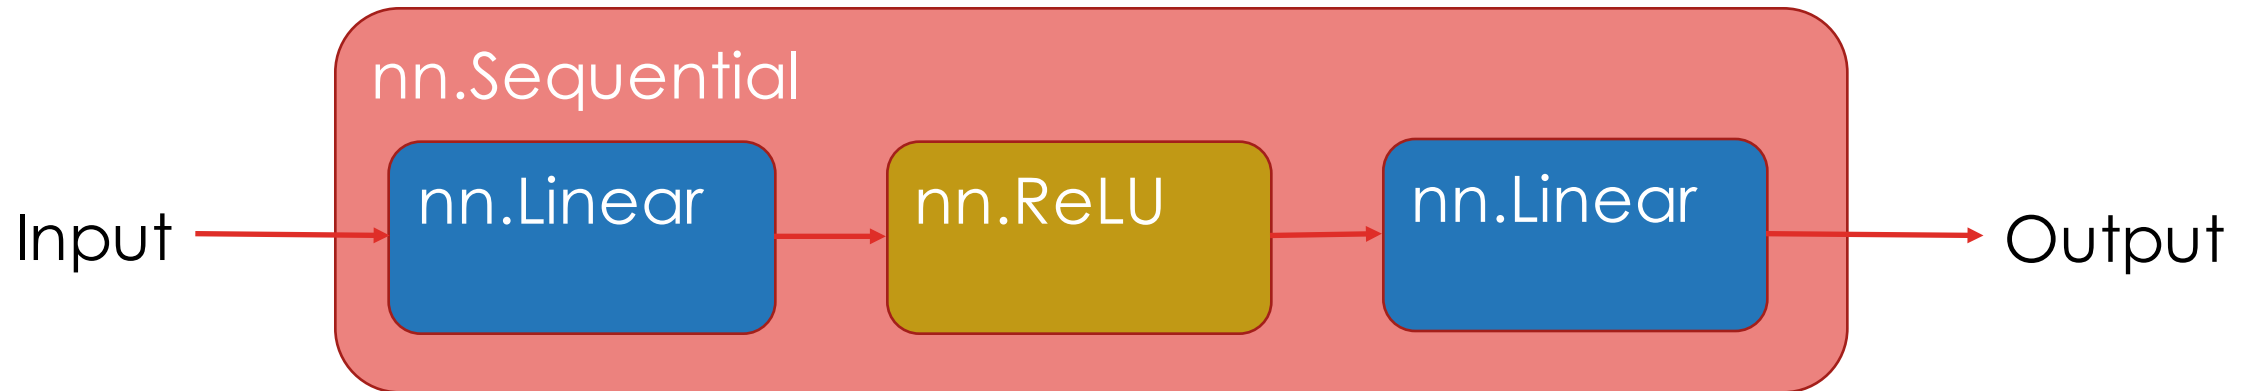 nn.Sequential
Input
nn.Linear
nn.ReLU
nn.Linear
Output